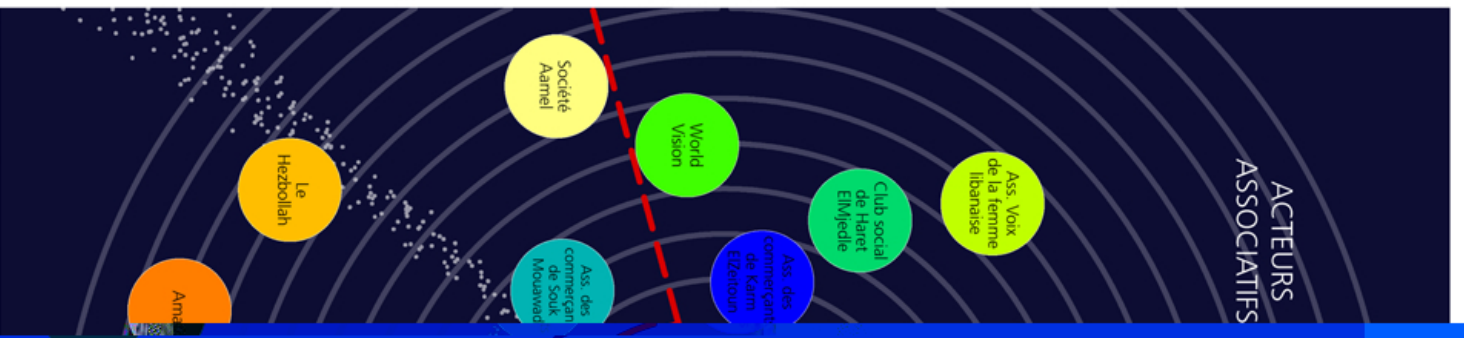 Société
Aamel
World
Vision
Le
Hezbollah
Ass. Voix
de la femme
libanaise
Club social
de Haret
ElMjedle
Ass. des
commerçant
de Karm
ElZeitoun
Ass. des
commerçan
de Souk
Mouawad
Ama
ACTEURS
ASSOCIATIFS